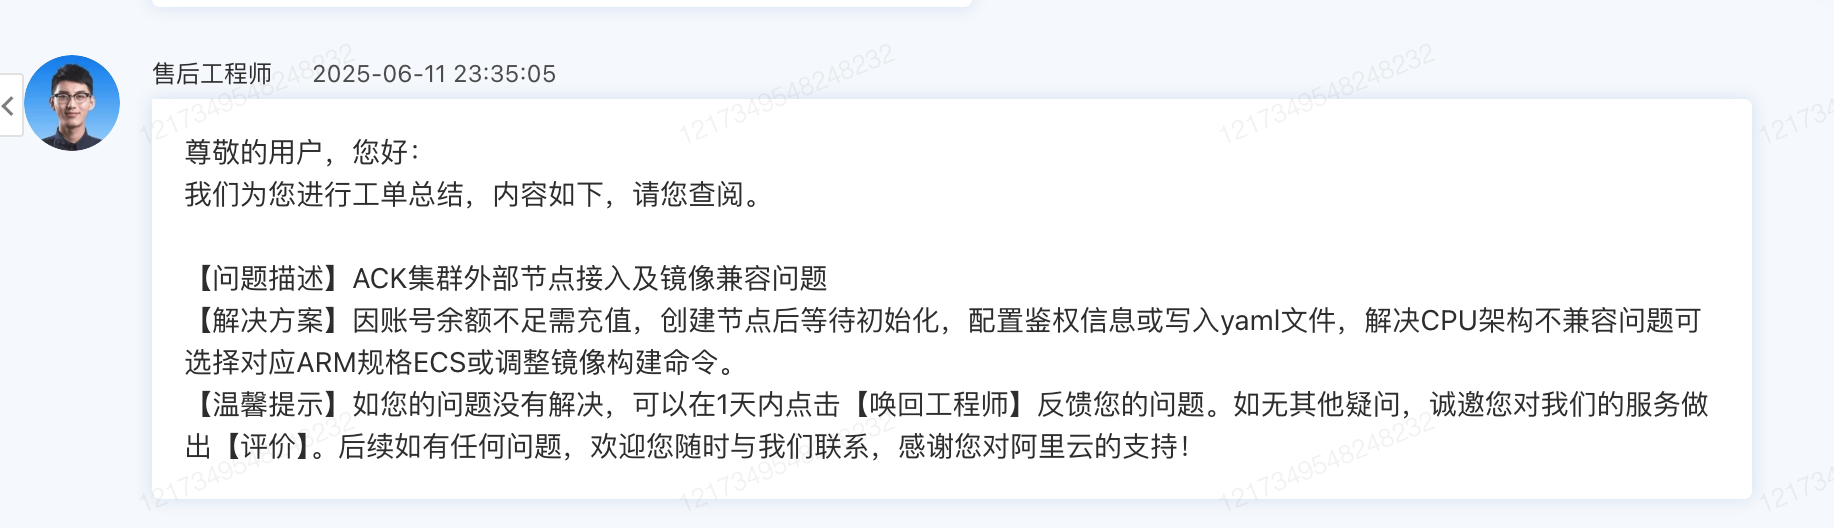 售后工程师 2025-06-11 23:35:05
尊敬的用户，您好：
我们为您进行工单总结，内容如下，请您查阅。
【问题描述】ACK集群外部节点接入及镜像兼容问题
【解决方案】因账号余额不足需充值，创建节点后等待初始化，配置鉴权信息或写入yaml文件，解决CPU架构不兼容问题可
选择对应ARM规格ECS或调整镜像构建命令。
【温馨提示】如您的问题没有解决，可以在1天内点击【唤回工程师】反馈您的问题。如无其他疑问，诚邀您对我们的服务做
出【评价】。后续如有任何问题，欢迎您随时与我们联系，感谢您对阿里云的支持！
1217349548248232
1217349548248232
1217349548248232
121734
1217349548248232
1217349548248232
1217349548248232
121734